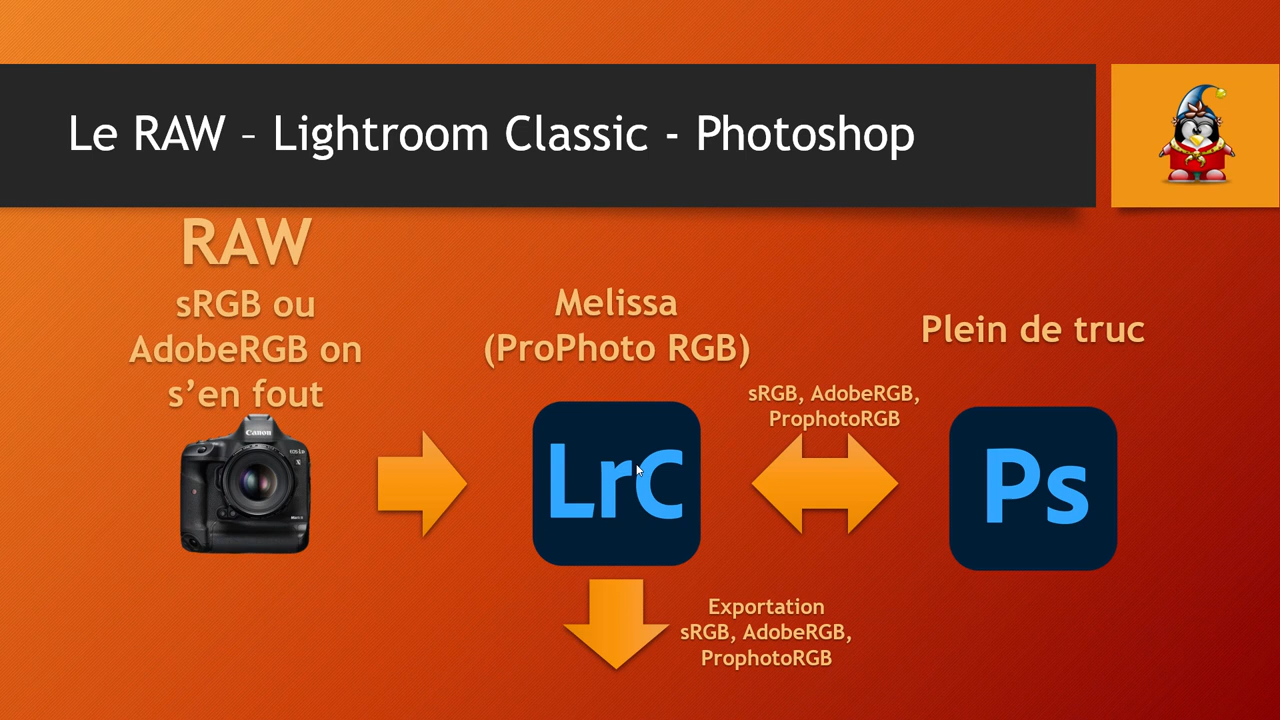 Le RAW – Lightroom Classic - Photoshop
RAW
sRGB ou
AdobeRGB on
s'en fout
Canon
Melissa
(ProPhoto RGB)
LrC
sRGB, AdobeRGB,
ProphotoRGB
Plein de truc
Ps
Exportation
sRGB, AdobeRGB,
ProphotoRGB